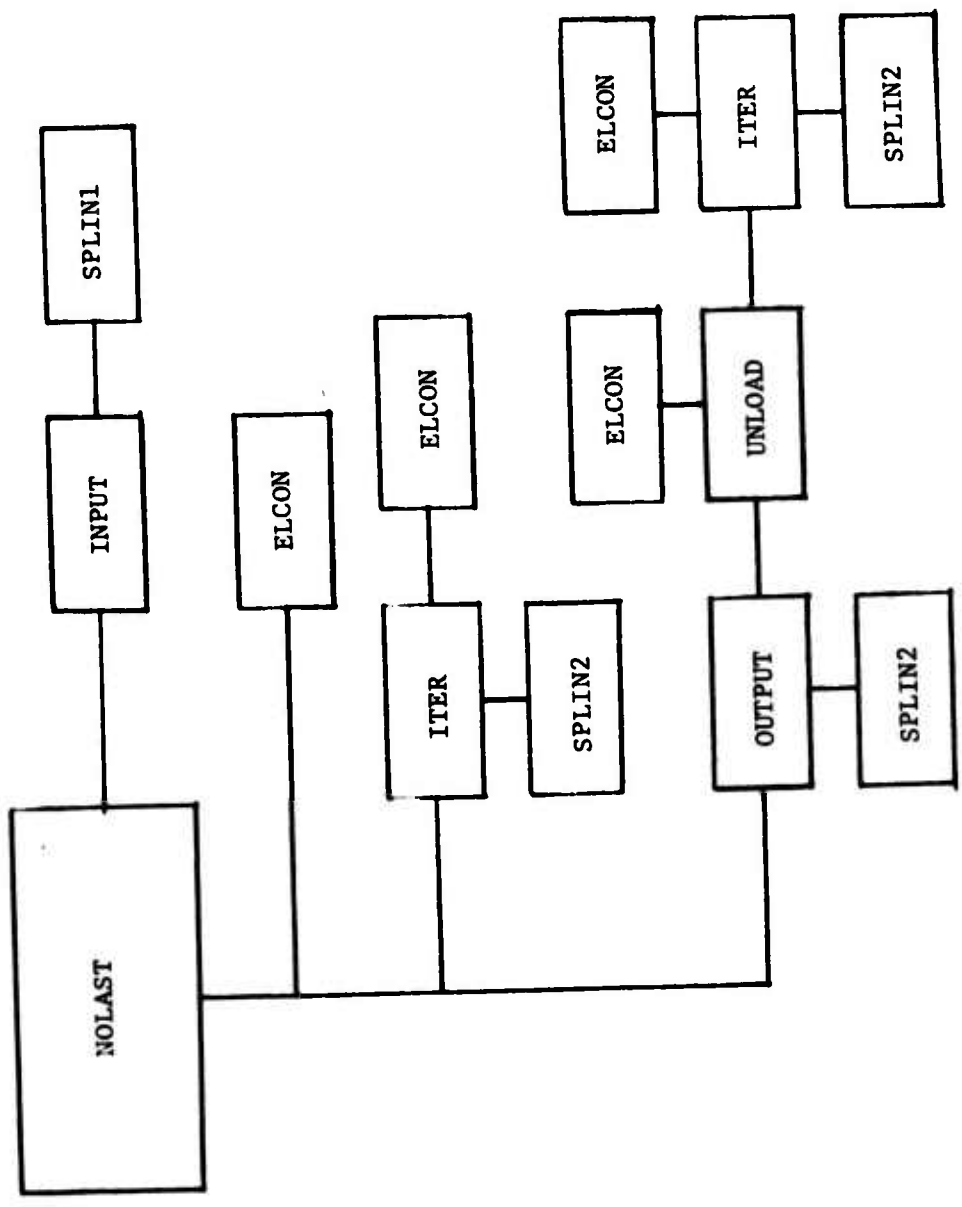 NOLAST
INPUT
SPLIN1
ELCON
ITER
ELCON
SPLIN2
OUTPUT
SPLIN2
UNLOAD
ELCON
ITER
ELCON
SPLIN2